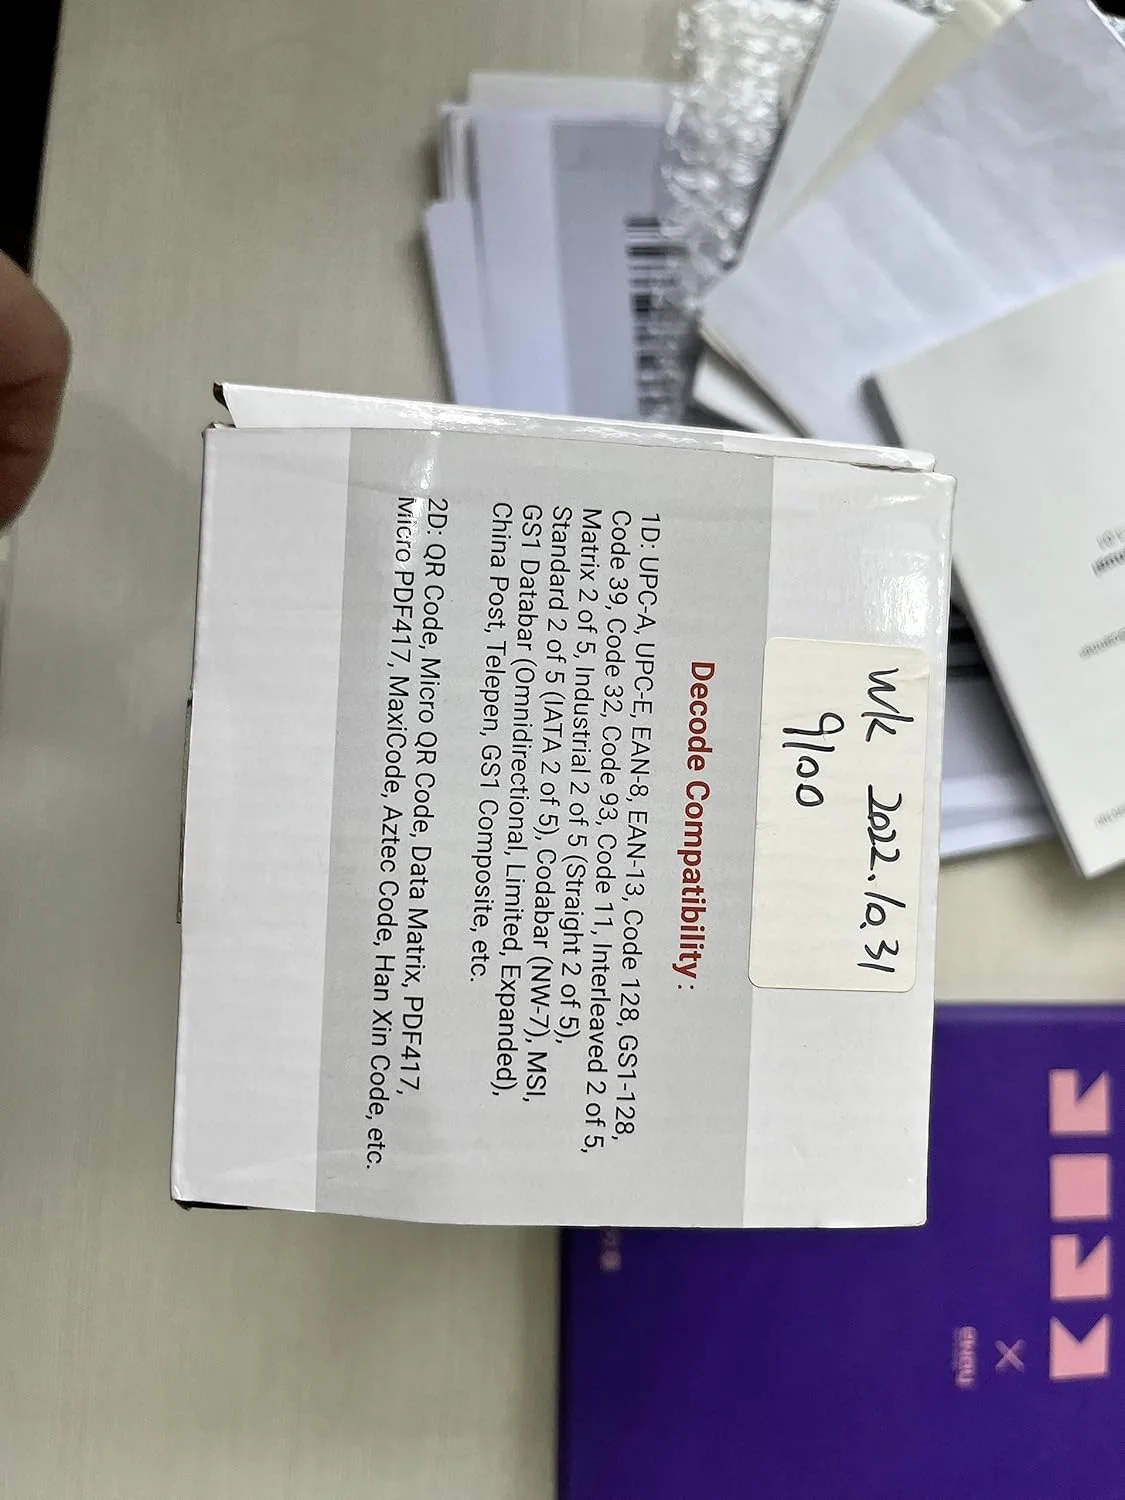 Wk 2022.10.31
9100
Decode Compatibility:
1D: UPC-A, UPC-E, EAN-8, EAN-13, Code 128, GS1-128,
Code 39, Code 32, Code 93, Code 11, Interleaved 2 of 5,
Matrix 2 of 5, Industrial 2 of 5 (Straight 2 of 5),
Standard 2 of 5 (IATA 2 of 5), Codabar (NW-7), MSI,
GS1 Databar (Omnidirectional, Limited, Expanded),
China Post, Telepen, GS1 Composite, etc.
2D: QR Code, Micro QR Code, Data Matrix, PDF417,
Micro PDF417, MaxiCode, Aztec Code, Han Xin Code, etc.